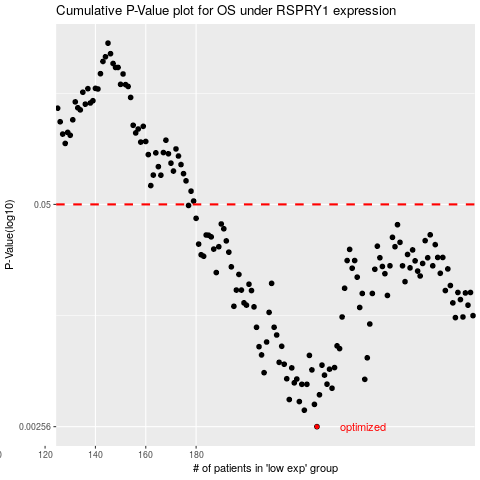 Cumulative P-Value plot for OS under RSPRY1 expression
P-Value(log10)
0.05
0.00256
optimized
0 120 140 160 180
# of patients in 'low exp' group